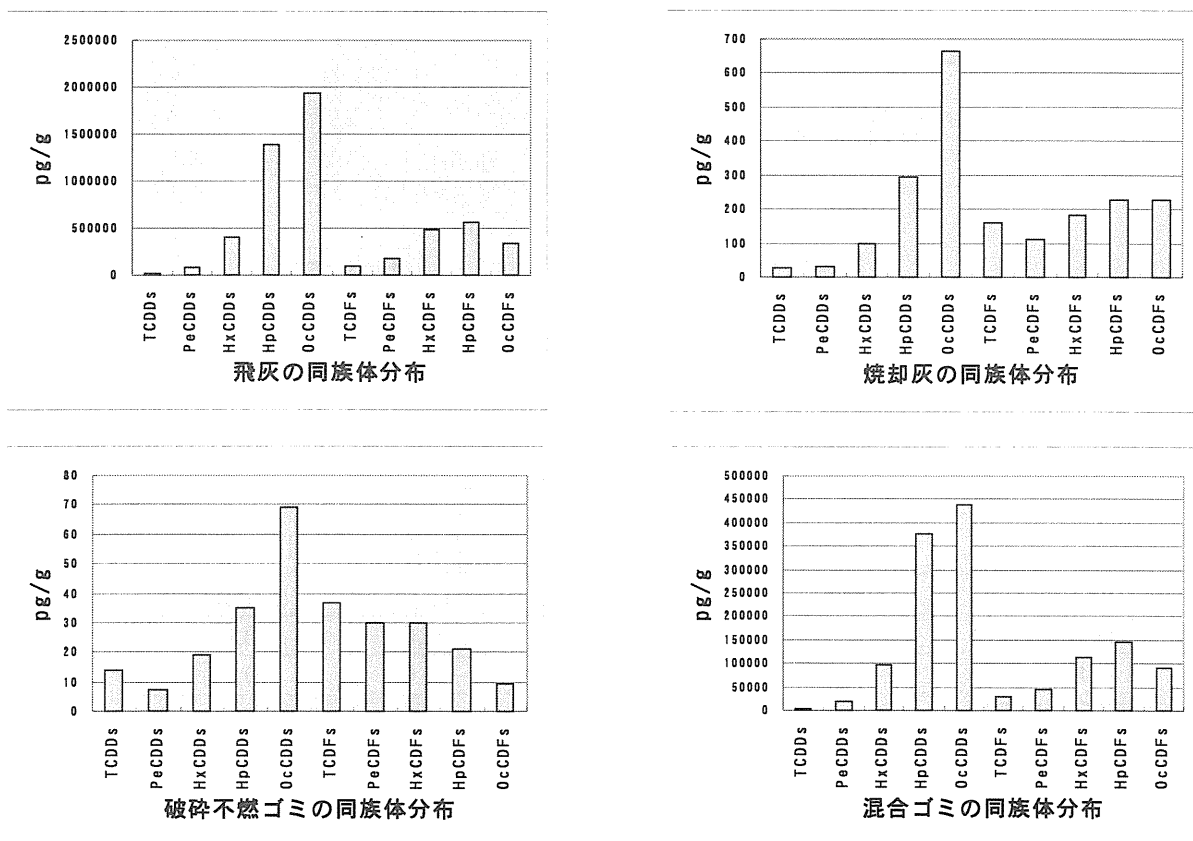 2500000
2000000
1500000
1000000
500000
0
pg/g
TCDDs
PeCDDs
HxCDDs
HpCDDs
OcCDDs
TCDFs
PeCDFs
HxCDFs
HpCDFs
OcCDFs
飛灰の同族体分布
700
600
500
400
300
200
100
0
pg/g
TCDDs
PeCDDs
HxCDDs
HpCDDs
OcCDDs
TCDFs
PeCDFs
HxCDFs
HpCDFs
OcCDFs
焼却灰の同族体分布
80
70
60
50
40
30
20
10
0
pg/g
TCDDs
PeCDDs
HxCDDs
HpCDDs
OcCDDs
TCDFs
PeCDFs
HxCDFs
HpCDFs
OcCDFs
破砕不燃ゴミの同族体分布
500000
450000
400000
350000
300000
250000
200000
150000
100000
50000
0
pg/g
TCDDs
PeCDDs
HxCDDs
HpCDDs
OcCDDs
TCDFs
PeCDFs
HxCDFs
HpCDFs
OcCDFs
混合ゴミの同族体分布